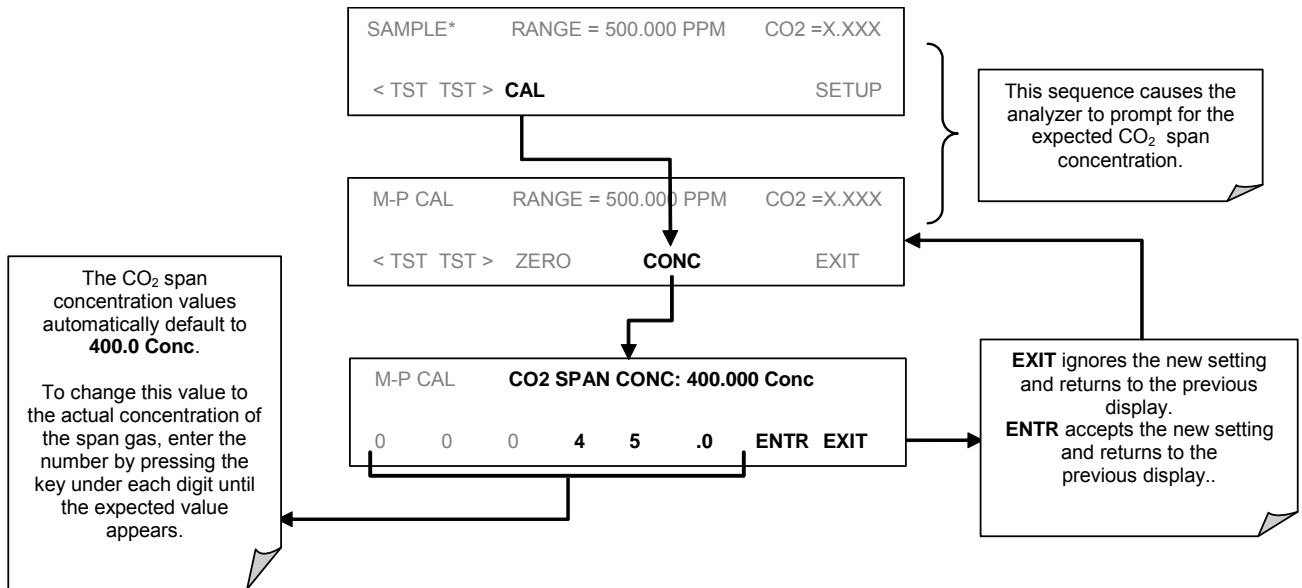 SAMPLE* RANGE = 500.000 PPM CO2 =X.XXX
< TST TST > CAL SETUP
This sequence causes the
analyzer to prompt for the
expected CO₂ span
concentration.
M-P CAL RANGE = 500.000 PPM CO2 =X.XXX
< TST TST > ZERO CONC EXIT
The CO₂ span
concentration values
automatically default to
400.0 Conc.
To change this value to
the actual concentration of
the span gas, enter the
number by pressing the
key under each digit until
the expected value
appears.
M-P CAL CO2 SPAN CONC: 400.000 Conc
0 0 0 4 5 .0 ENTR EXIT
EXIT ignores the new setting
and returns to the previous
display.
ENTR accepts the new setting
and returns to the
previous display..